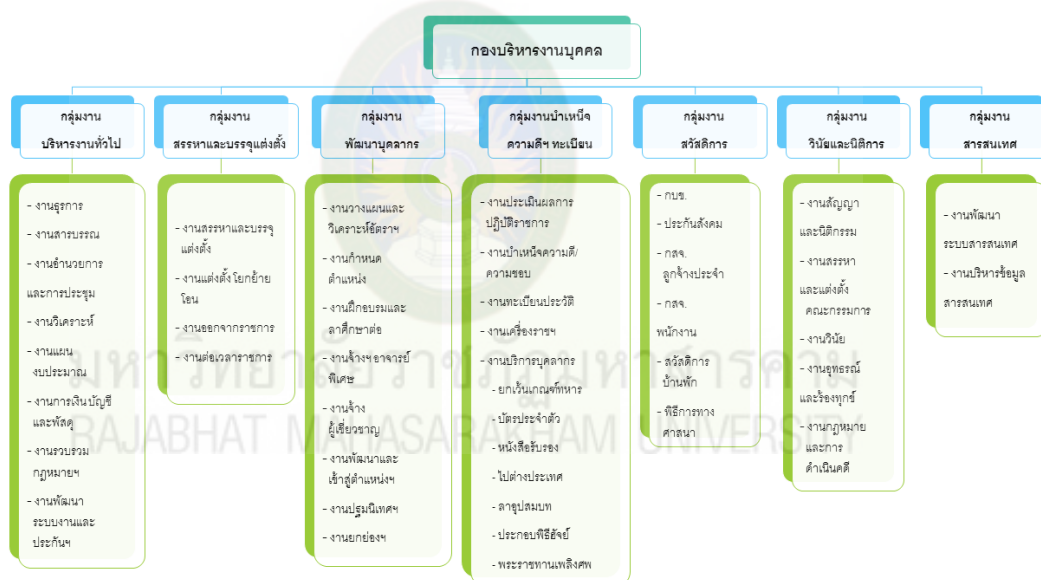 กองบริหารงานบุคคล
กลุ่มงาน
บริหารงานทั่วไป
- งานธุรการ
- งานสารบรรณ
- งานอำนวยการ
และการประชุม
- งานวิเคราะห์
- งานแผน
งบประมาณ
- งานการเงิน บัญชี
และพัสดุ
- งานรวบรวม
กฎหมายฯ
- งานพัฒนา
ระบบงานและ
ประกันฯ
กลุ่มงาน
สรรหาและบรรจุแต่งตั้ง
- งานสรรหาและบรรจุ
แต่งตั้ง
- งานแต่งตั้ง โยกย้าย
โอน
- งานออกจากราชการ
- งานต่อเวลาราชการ
กลุ่มงาน
พัฒนาบุคลากร
- งานวางแผนและ
วิเคราะห์อัตราฯ
- งานกำหนด
ตำแหน่ง
- งานฝึกอบรมและ
ลาศึกษาต่อ
- งานจ้างฯ อาจารย์
พิเศษ
- งานจ้าง
ผู้เชี่ยวชาญ
- งานพัฒนาและ
เข้าสู่ตำแหน่งฯ
- งานปฐมนิเทศฯ
- งานยกย่องฯ
กลุ่มงานบำเหน็จ
ความดีฯ ทะเบียน
- งานประเมินผลการ
ปฏิบัติราชการ
- งานบำเหน็จความดี/
ความชอบ
- งานทะเบียนประวัติ
- งานเครื่องราชฯ
- งานบริการบุคลากร
- ยกเว้นเกณฑ์ทหาร
- บัตรประจำตัว
- หนังสือรับรอง
- ไปต่างประเทศ
- ลาอุปสมบท
- ประกอบพิธีฮัจย์
- พระราชทานเพลิงศพ
กลุ่มงาน
สวัสดิการ
- กบข.
- ประกันสังคม
- กสจ.
ลูกจ้างประจำ
- กสจ.
พนักงาน
- สวัสดิการ
บ้านพัก
- พิธีการทาง
ศาสนา
กลุ่มงาน
วินัยและนิติการ
- งานสัญญา
และนิติกรรม
- งานสรรหา
และแต่งตั้ง
คณะกรรมการ
- งานวินัย
- งานอุทธรณ์
และร้องทุกข์
- งานกฎหมาย
และการ
ดำเนินคดี
กลุ่มงาน
สารสนเทศ
- งานพัฒนา
ระบบสารสนเทศ
- งานบริหารข้อมูล
สารสนเทศ
มหาวิทยาลัยราชภัฏมหาสารคาม
RAJABHAT MAHASARAKHAM UNIVERSITY